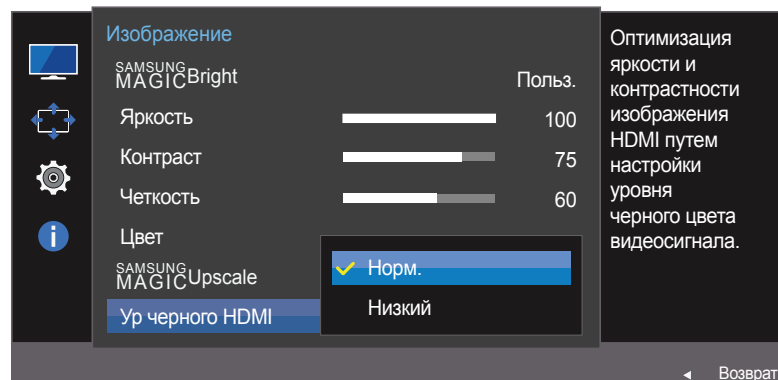 Изображение
SAMSUNG
MAGICBright Польз.
Яркость 100
Контраст 75
Четкость 60
Цвет
SAMSUNG
MAGICUpscale
Ур черного HDMI
Норм.
Низкий
Оптимизация
яркости и
контрастности
изображения
HDMI путем
настройки
уровня
черного цвета
видеосигнала.
Возврат